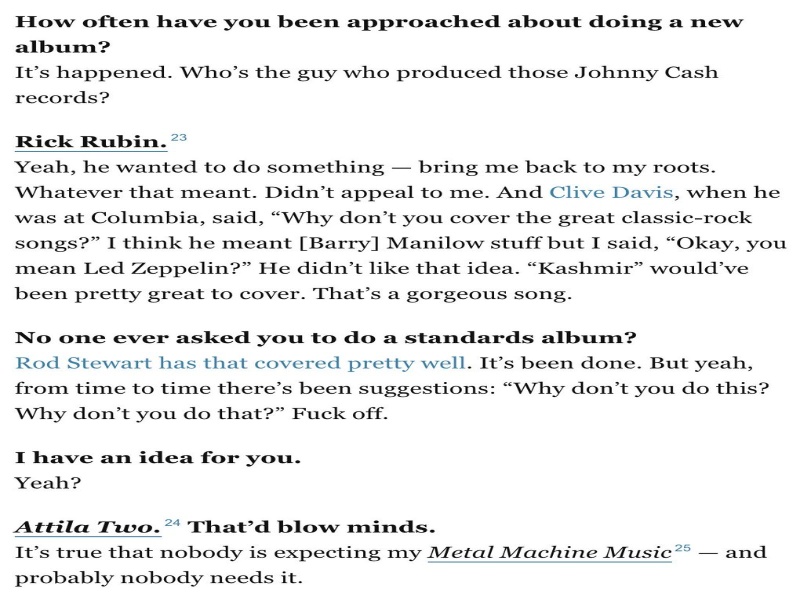 How often have you been approached about doing a new
album?
It’s happened. Who’s the guy who produced those Johnny Cash
records?
Rick Rubin. 23
Yeah, he wanted to do something — bring me back to my roots.
Whatever that meant. Didn’t appeal to me. And Clive Davis, when he
was at Columbia, said, “Why don’t you cover the great classic-rock
songs?” I think he meant [Barry] Manilow stuff but I said, “Okay, you
mean Led Zeppelin?” He didn’t like that idea. “Kashmir” would’ve
been pretty great to cover. That’s a gorgeous song.
No one ever asked you to do a standards album?
Rod Stewart has that covered pretty well. It’s been done. But yeah,
from time to time there’s been suggestions: “Why don’t you do this?
Why don’t you do that?” Fuck off.
I have an idea for you.
Yeah?
Attila Two. 24 That’d blow minds.
It’s true that nobody is expecting my Metal Machine Music 25 — and
probably nobody needs it.